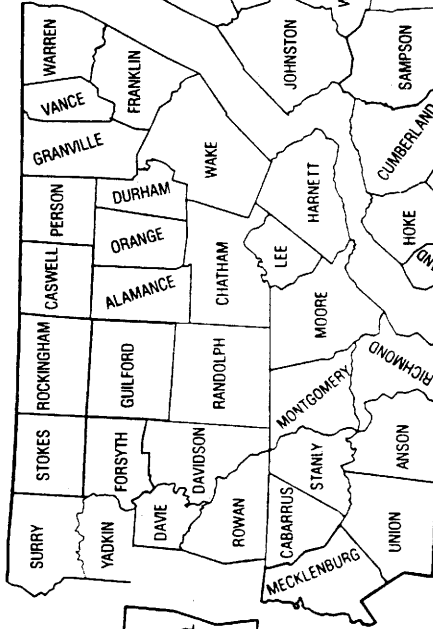 SURRY
STOKES
ROCKINGHAM
CASWELL
PERSON
GRANVILLE
VANCE
WARREN
YADKIN
FORSYTH
GUILFORD
ALAMANCE
ORANGE
DURHAM
FRANKLIN
DAVIE
DAVIDSON
RANDOLPH
CHATHAM
WAKE
ROWAN
LEE
HARNETT
JOHNSTON
CABARRUS
STANLY
MONTGOMERY
MOORE
MECKLENBURG
UNION
ANSON
RICHMOND
HOKE
CUMBERLAND
SAMPSON